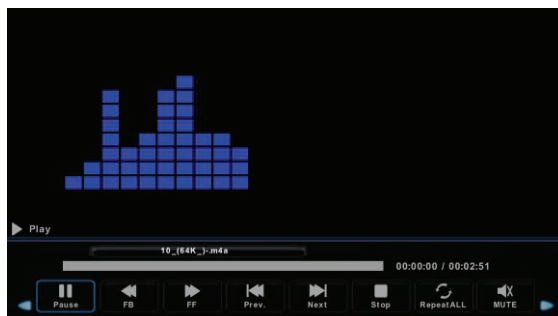 Play
10_(64K_)-.m4a
00:00:00 / 00:02:51
Pause FB FF Prev. Next Stop RepeatALL MUTE